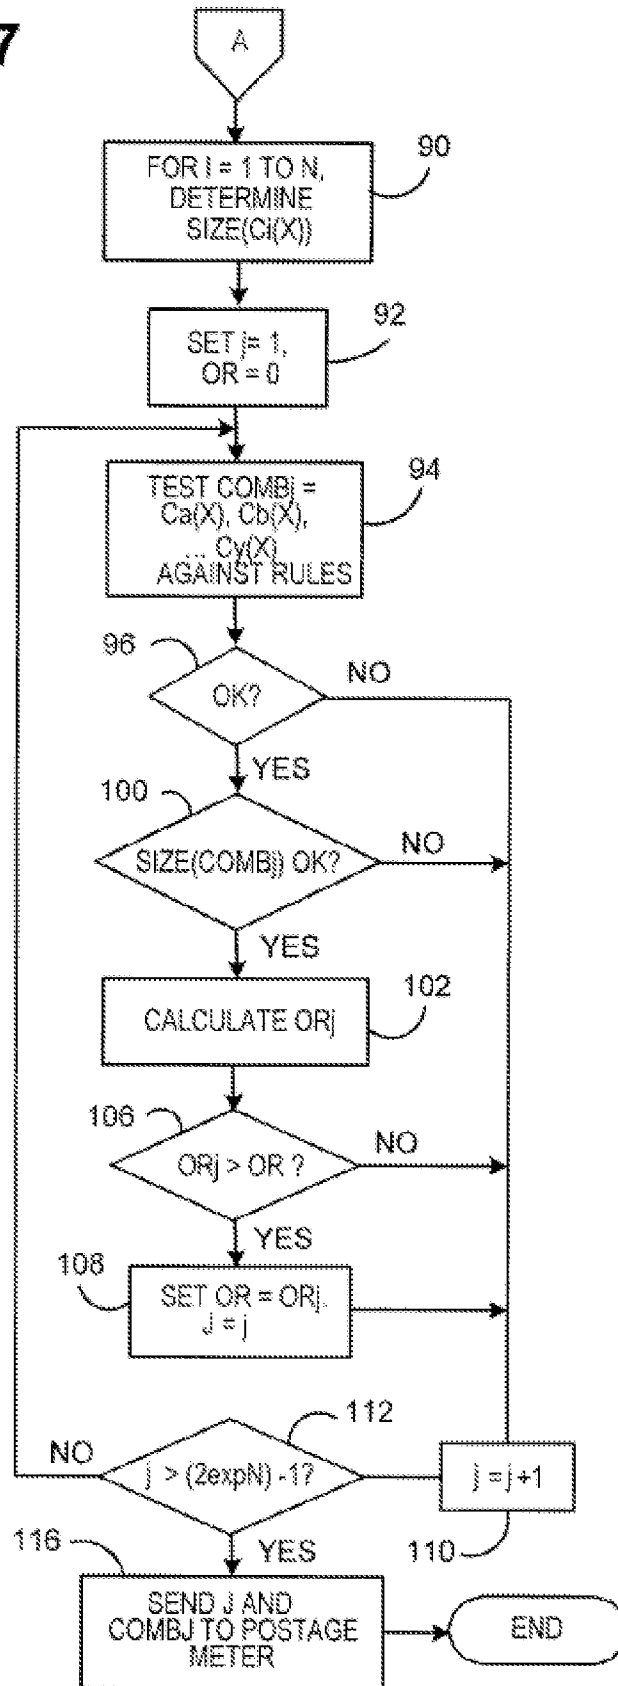 7
A
FOR I = 1 TO N,
DETERMINE
SIZE(Ci(X))
90
SET j= 1,
OR = 0
92
TEST COMBj =
Ca(X), Cb(X),
... Cy(X)
AGAINST RULES
94
96
OK?
NO
YES
100
SIZE(COMBj) OK?
NO
YES
CALCULATE ORj
102
106
ORj > OR ?
NO
YES
108
SET OR = ORj,
J = j
112
NO
j > (2expN) -1?
j =j+1
110
YES
116
SEND J AND
COMBJ TO POSTAGE
METER
END